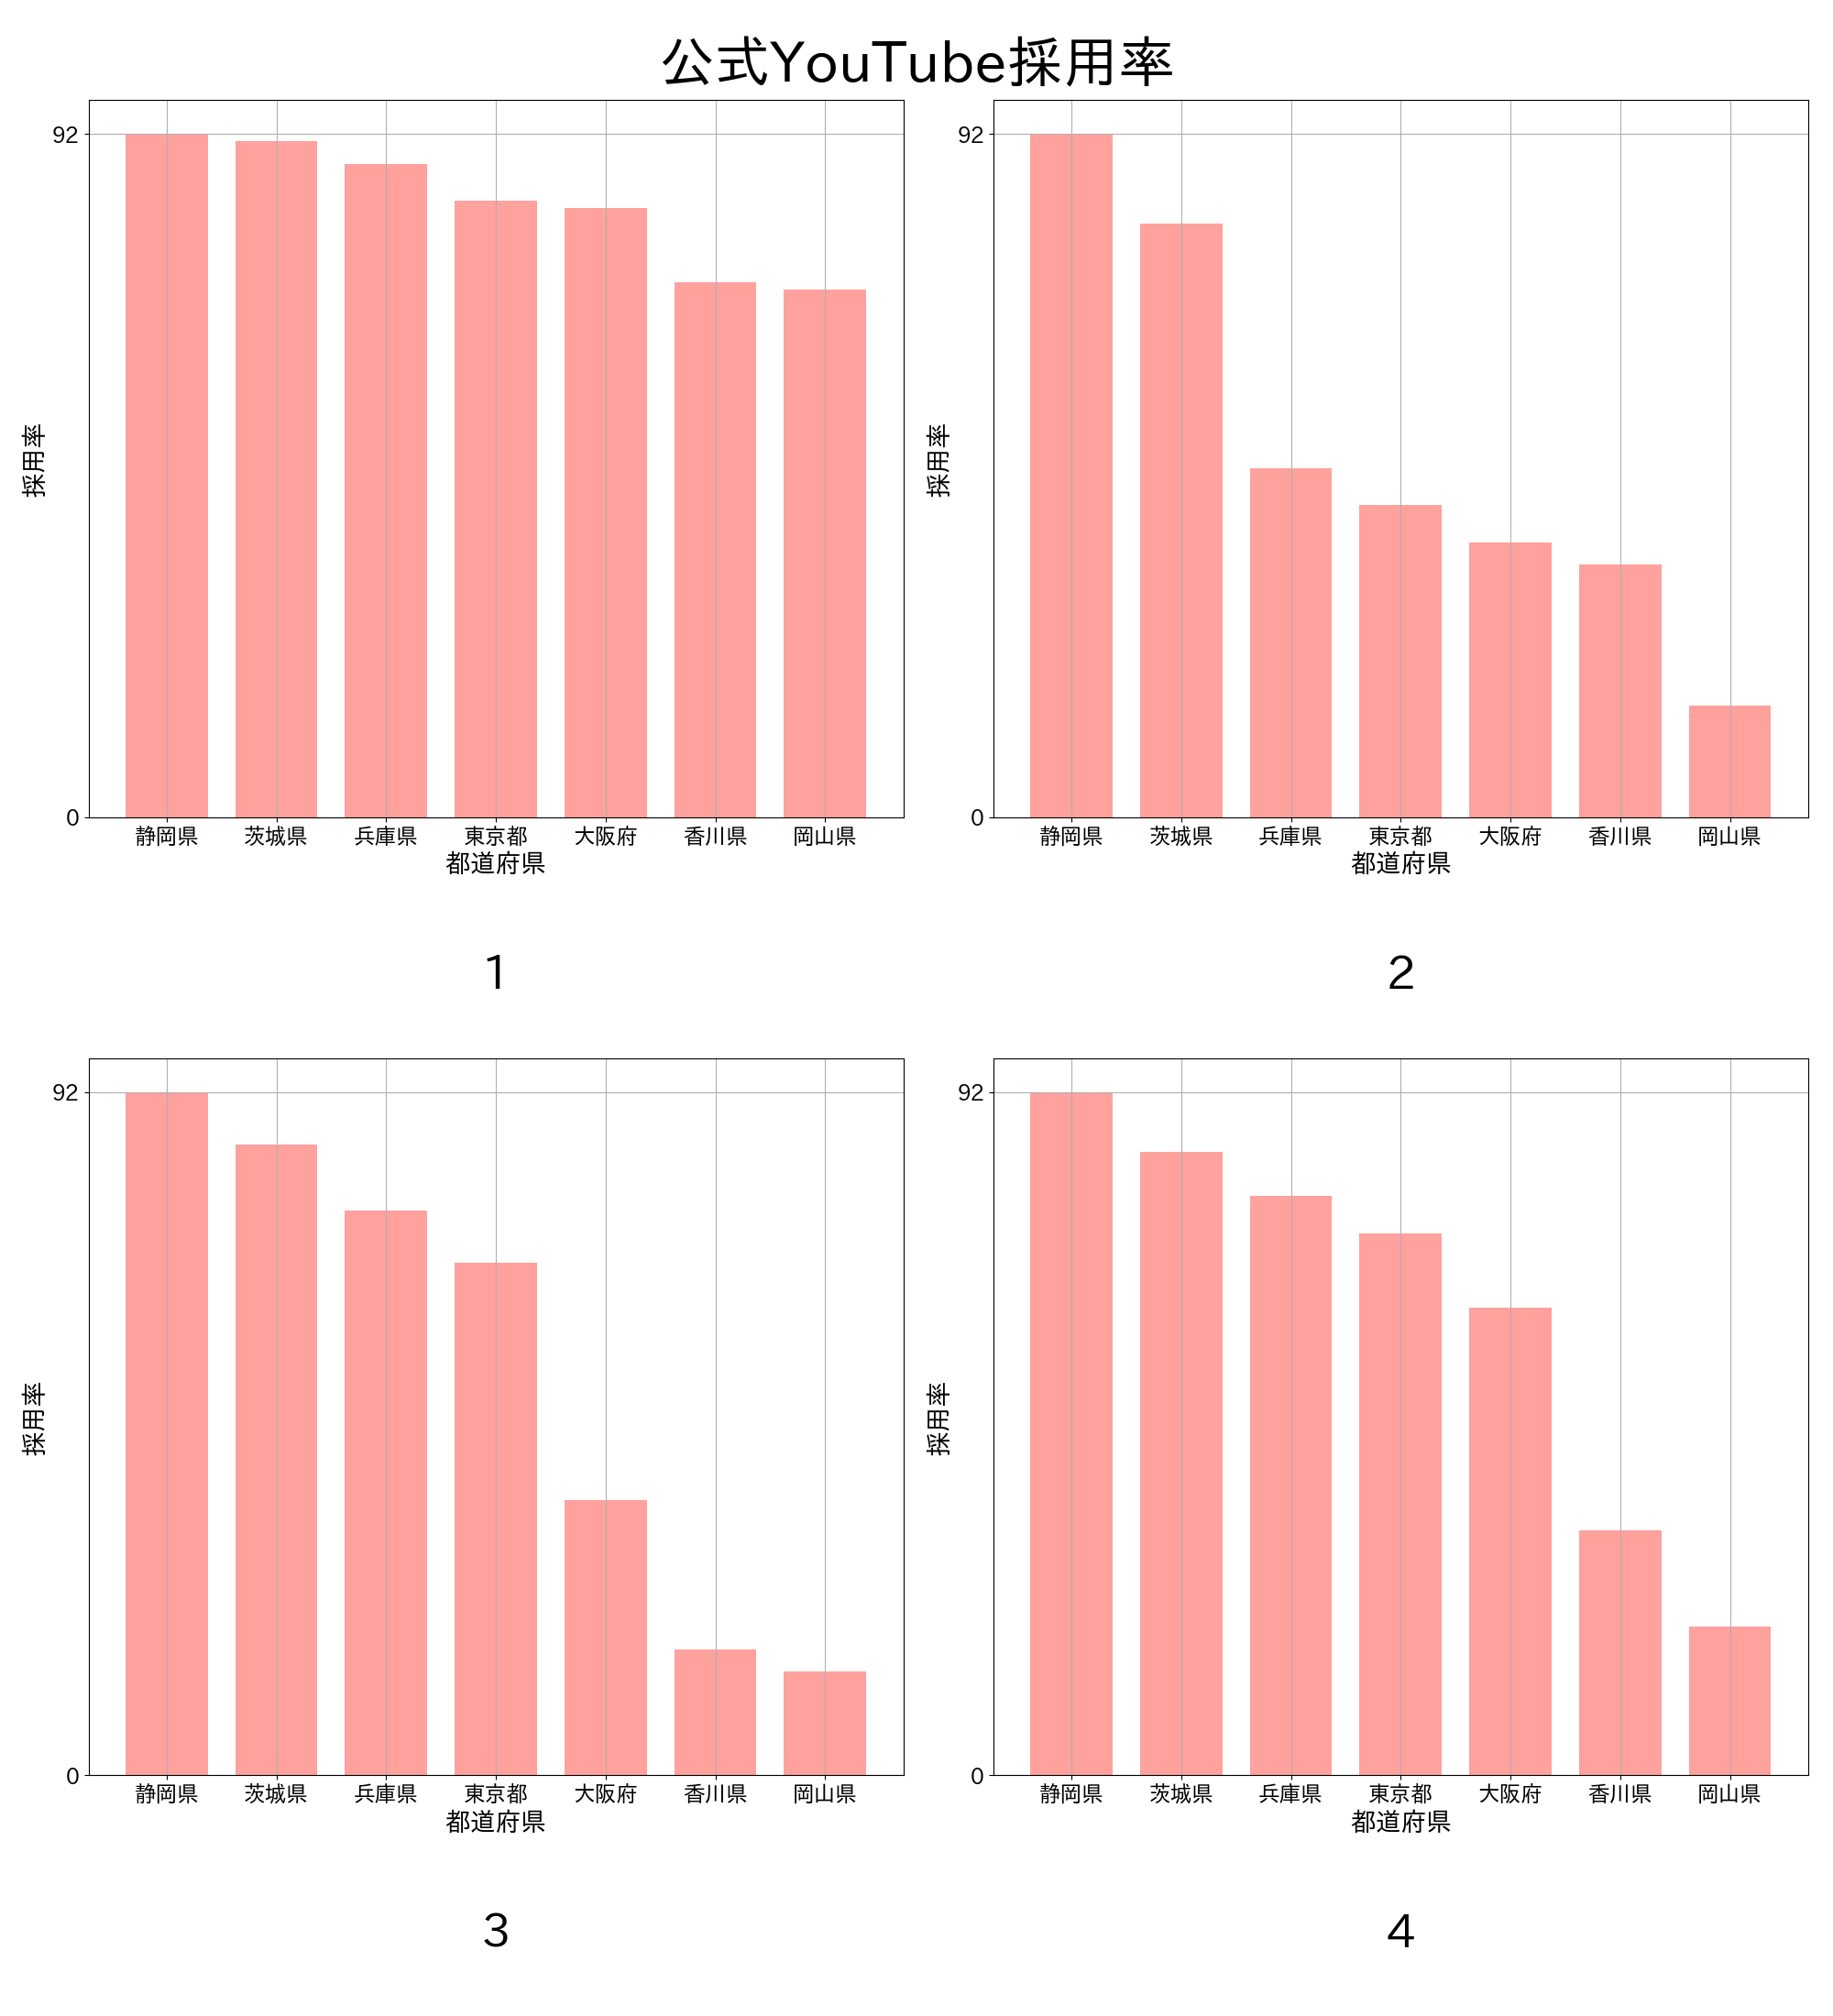 公式YouTube採用率
92
採用率
0
静岡県 茨城県 兵庫県 東京都 大阪府 香川県 岡山県
都道府県
1
92
採用率
0
静岡県 茨城県 兵庫県 東京都 大阪府 香川県 岡山県
都道府県
2
92
採用率
0
静岡県 茨城県 兵庫県 東京都 大阪府 香川県 岡山県
都道府県
3
92
採用率
0
静岡県 茨城県 兵庫県 東京都 大阪府 香川県 岡山県
都道府県
4